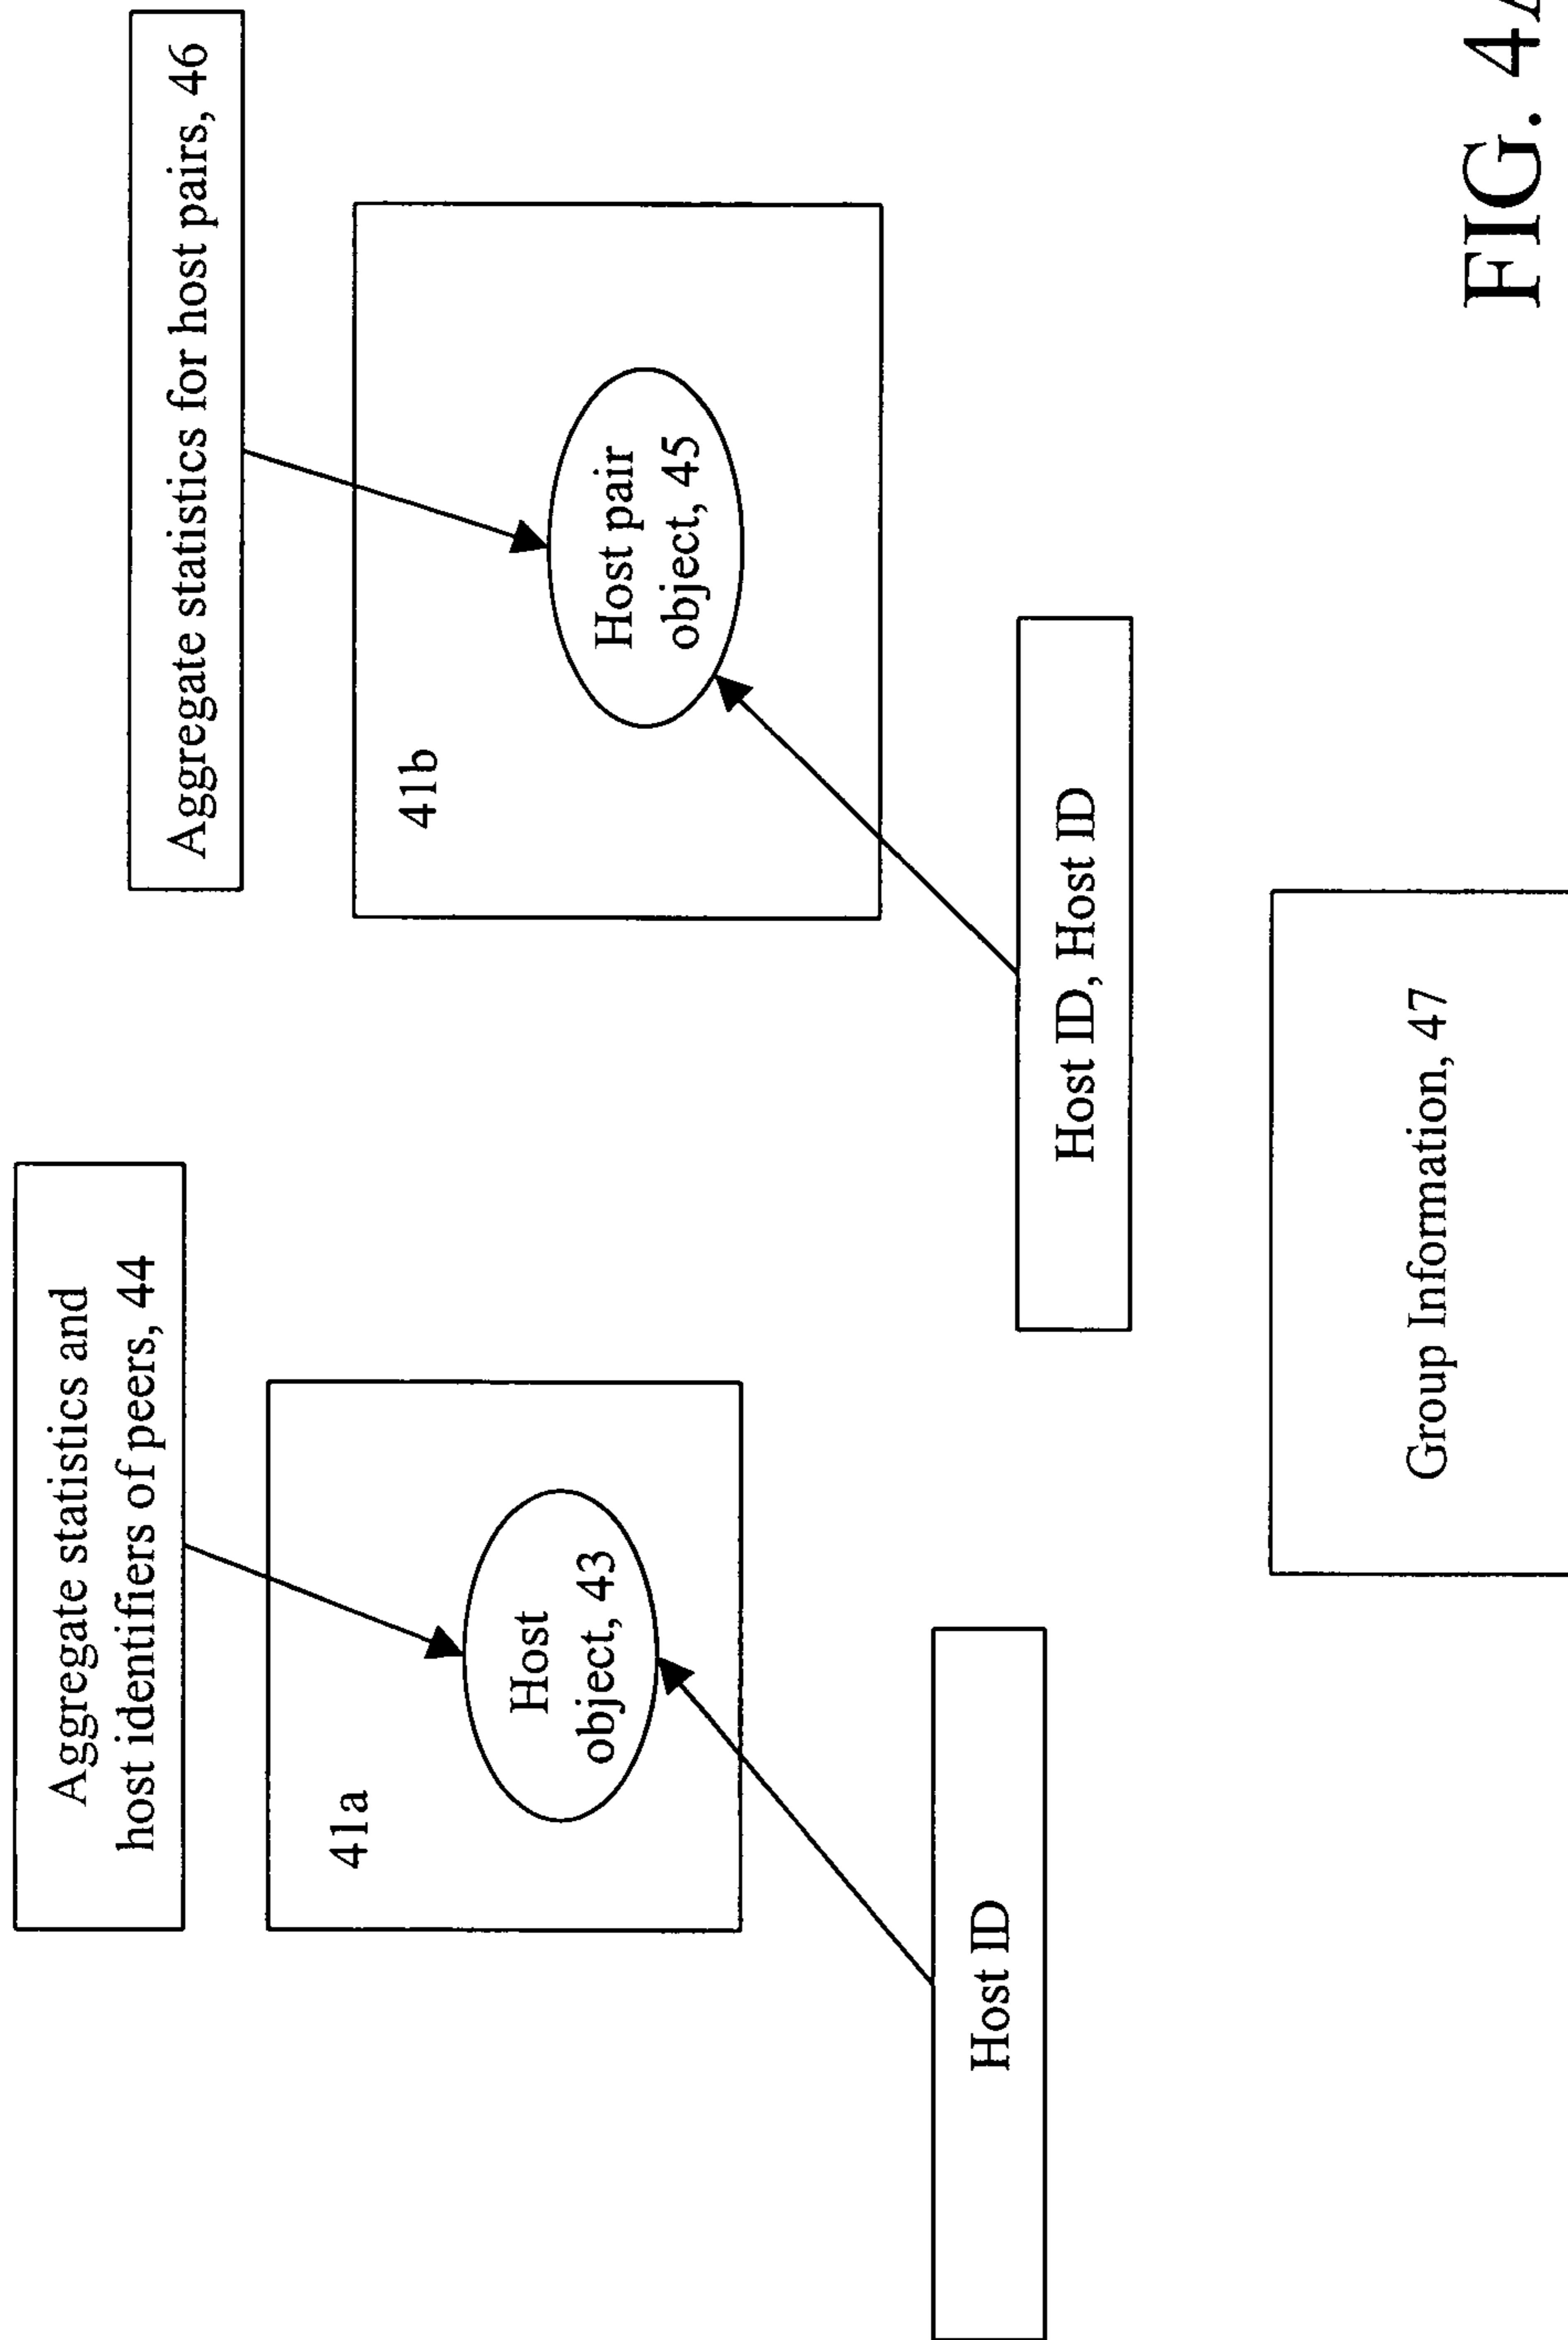 Aggregate statistics and
host identifiers of peers, 44
41a
Host
object, 43
Host ID
Aggregate statistics for host pairs, 46
41b
Host pair
object, 45
Host ID, Host ID
Group Information, 47
FIG. 4A